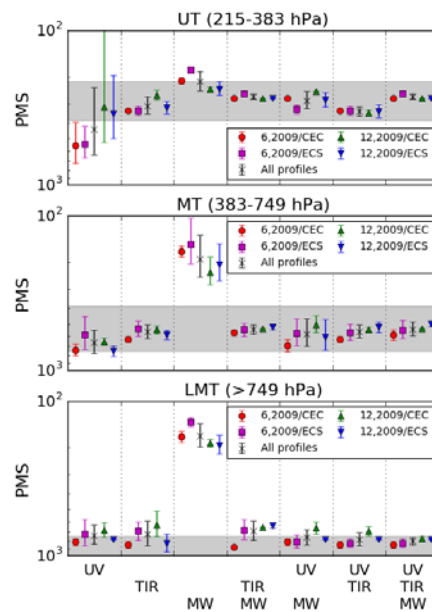 UT (215-383 hPa)
10²
PMS
6,2009/CEC 12,2009/CEC
6,2009/ECS 12,2009/ECS
All profiles
10³
MT (383-749 hPa)
10²
PMS
6,2009/CEC 12,2009/CEC
6,2009/ECS 12,2009/ECS
All profiles
10³
LMT (>749 hPa)
10²
PMS
6,2009/CEC 12,2009/CEC
6,2009/ECS 12,2009/ECS
All profiles
10³
UV UV UV UV
TIR TIR TIR TIR
MW MW MW MW